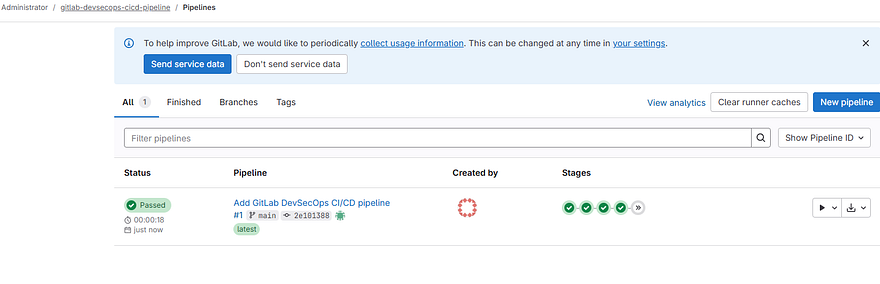 Administrator / gitlab-devsecops-cicd-pipeline / Pipelines
To help improve GitLab, we would like to periodically collect usage information. This can be changed at any time in your settings.
Send service data Don't send service data
All 1 Finished Branches Tags View analytics Clear runner caches New pipeline
Filter pipelines Show Pipeline ID
Status Pipeline Created by Stages
Passed Add GitLab DevSecOps CI/CD pipeline
00:00:18 #1 main 2e101388
just now latest